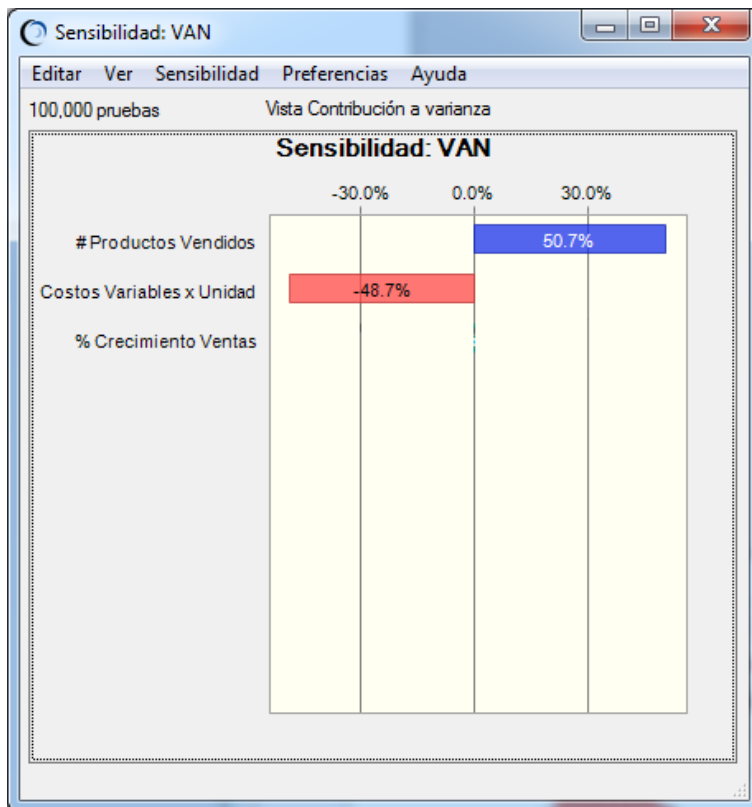 Sensibilidad: VAN
Editar Ver Sensibilidad Preferencias Ayuda
100,000 pruebas Vista Contribución a varianza
Sensibilidad: VAN
-30.0% 0.0% 30.0%
# Productos Vendidos 50.7%
Costos Variables x Unidad -48.7%
% Crecimiento Ventas